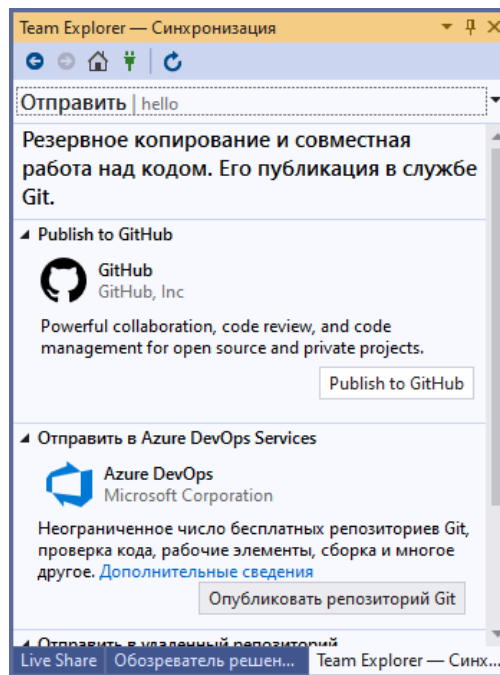 Team Explorer — Синхронизация
Отправить | hello
Резервное копирование и совместная
работа над кодом. Его публикация в службе
Git.
Publish to GitHub
GitHub
GitHub, Inc
Powerful collaboration, code review, and code
management for open source and private projects.
Publish to GitHub
Отправить в Azure DevOps Services
Azure DevOps
Microsoft Corporation
Неограниченное число бесплатных репозиториев Git,
проверка кода, рабочие элементы, сборка и многое
другое. Дополнительные сведения
Опубликовать репозиторий Git
Отправить в удаленный репозиторий
Live Share Обозреватель решен... Team Explorer — Синх...